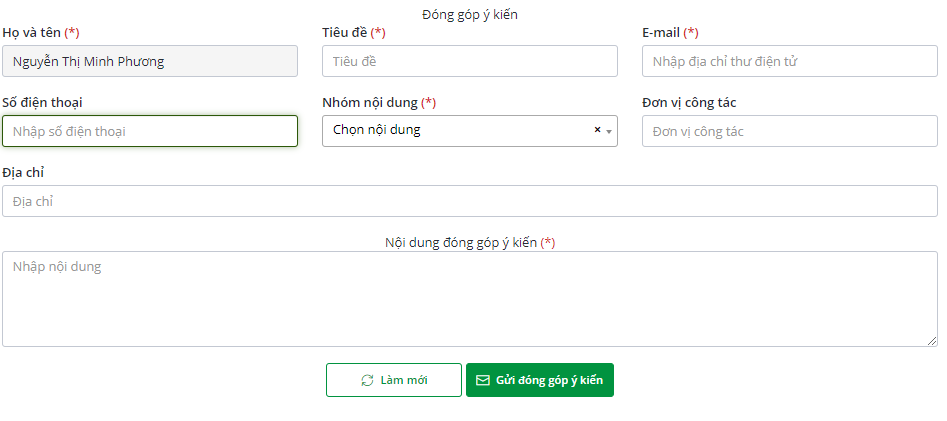 Đóng góp ý kiến
Họ và tên (*)
Tiêu đề (*)
E-mail (*)
Nguyễn Thị Minh Phương
Tiêu đề
Nhập địa chỉ thư điện tử
Số điện thoại
Nhóm nội dung (*)
Đơn vị công tác
Nhập số điện thoại
Chọn nội dung ×
Đơn vị công tác
Địa chỉ
Địa chỉ
Nội dung đóng góp ý kiến (*)
Nhập nội dung
Làm mới
Gửi đóng góp ý kiến